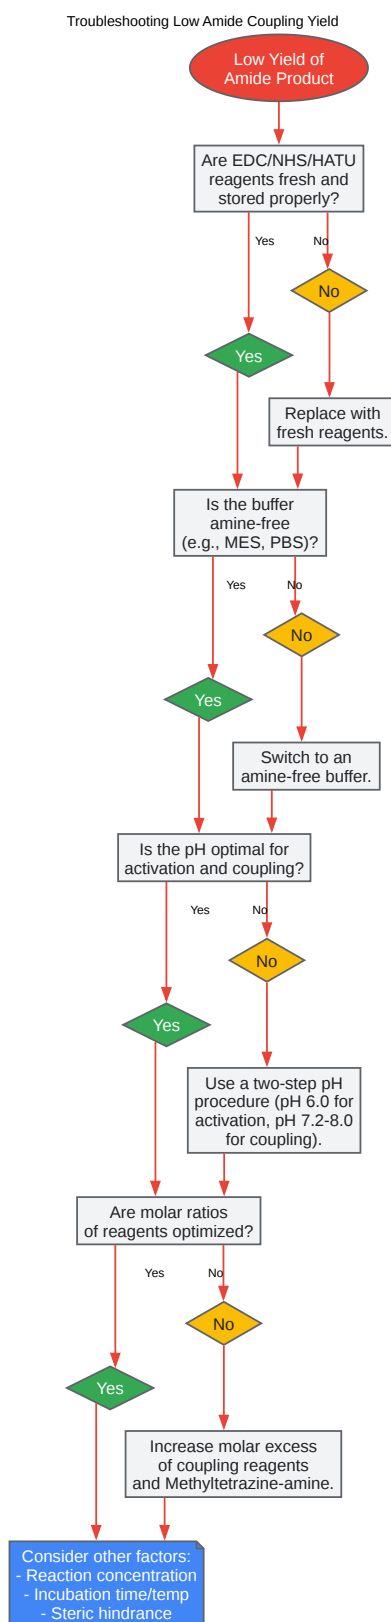 Troubleshooting Low Amide Coupling Yield
Low Yield of
Amide Product
Are EDC/NHS/HATU
reagents fresh and
stored properly?
Yes
No
No
Yes
Replace with
fresh reagents.
Is the buffer
amine-free
(e.g., MES, PBS)?
Yes
No
No
Yes
Switch to an
amine-free buffer.
Is the pH optimal for
activation and coupling?
Yes
No
No
Yes
Use a two-step pH
procedure (pH 6.0 for
activation, pH 7.2-8.0
for coupling).
Are molar ratios
of reagents optimized?
Yes
No
No
Yes
Increase molar excess
of coupling reagents
and Methyltetrazine-amine.
Consider other factors:
- Reaction concentration
- Incubation time/temp
- Steric hindrance